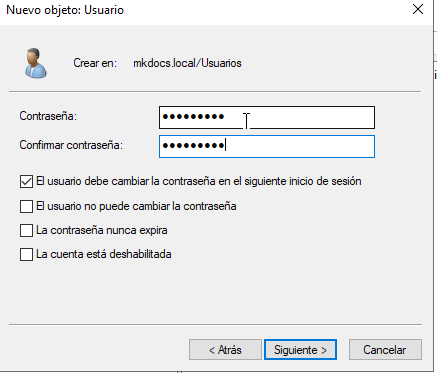 Nuevo objeto: Usuario
Crear en: mkdocs.local/Usuarios
Contraseña: •••••••••
Confirmar contraseña: •••••••••
El usuario debe cambiar la contraseña en el siguiente inicio de sesión
El usuario no puede cambiar la contraseña
La contraseña nunca expira
La cuenta está deshabilitada
< Atrás Siguiente > Cancelar